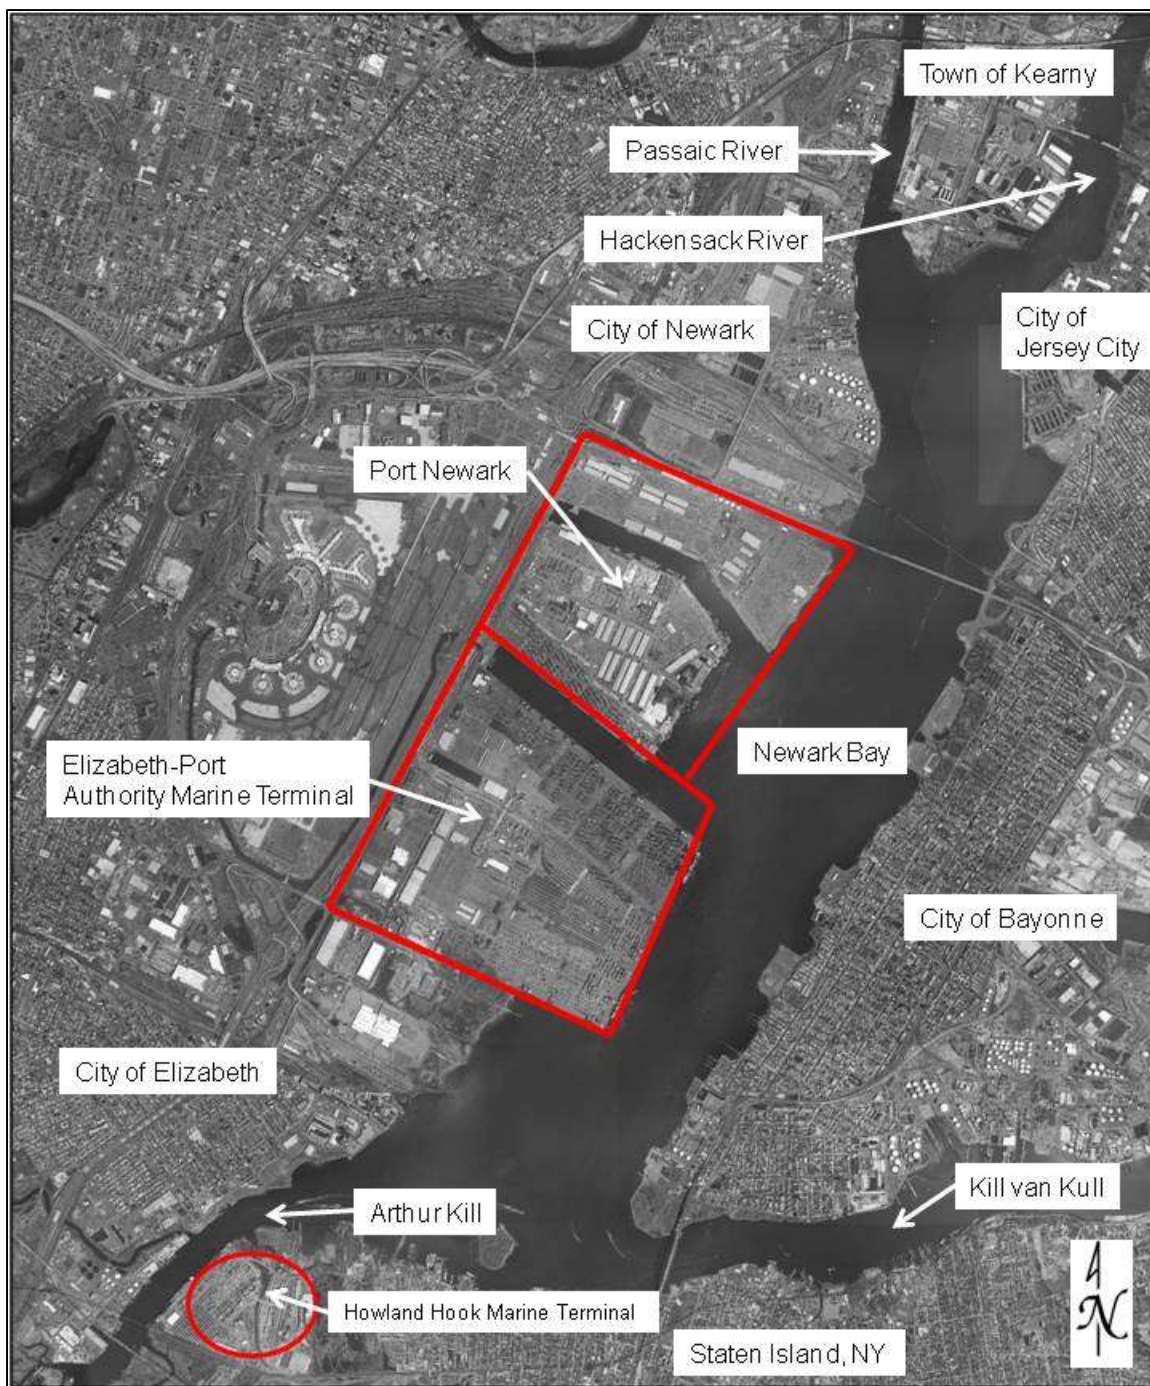 Town of Kearny
Passaic River
Hackensack River
City of Newark
City of
Jersey City
Port Newark
Newark Bay
Elizabeth-Port
Authority Marine Terminal
City of Bayonne
City of Elizabeth
Kill van Kull
Arthur Kill
Howland Hook Marine Terminal
Staten Island, NY
N